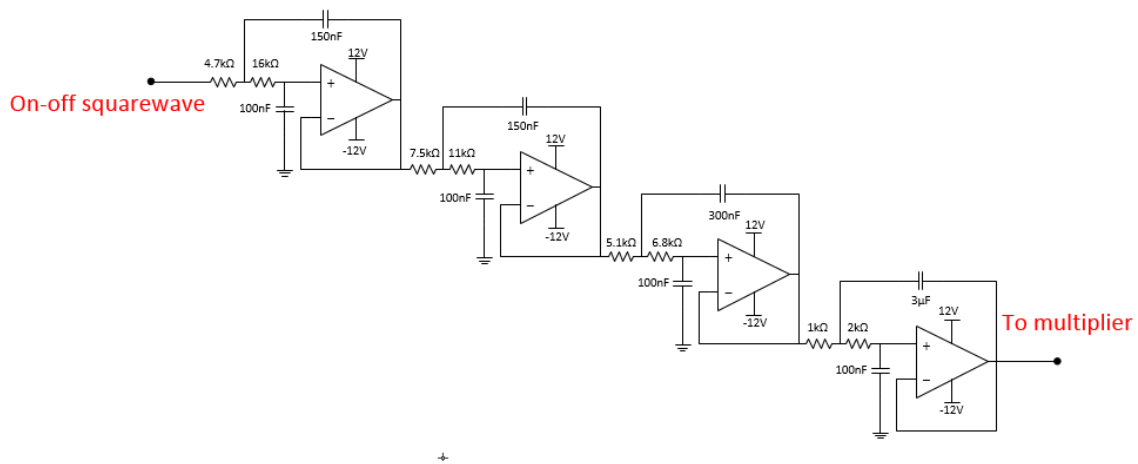 150nF
12V
4.7kΩ
16kΩ
+
On-off squarewave
100nF
−
-12V
150nF
12V
7.5kΩ
11kΩ
+
100nF
−
-12V
300nF
12V
5.1kΩ
6.8kΩ
+
100nF
−
-12V
3μF
12V
To multiplier
1kΩ
2kΩ
+
100nF
−
-12V